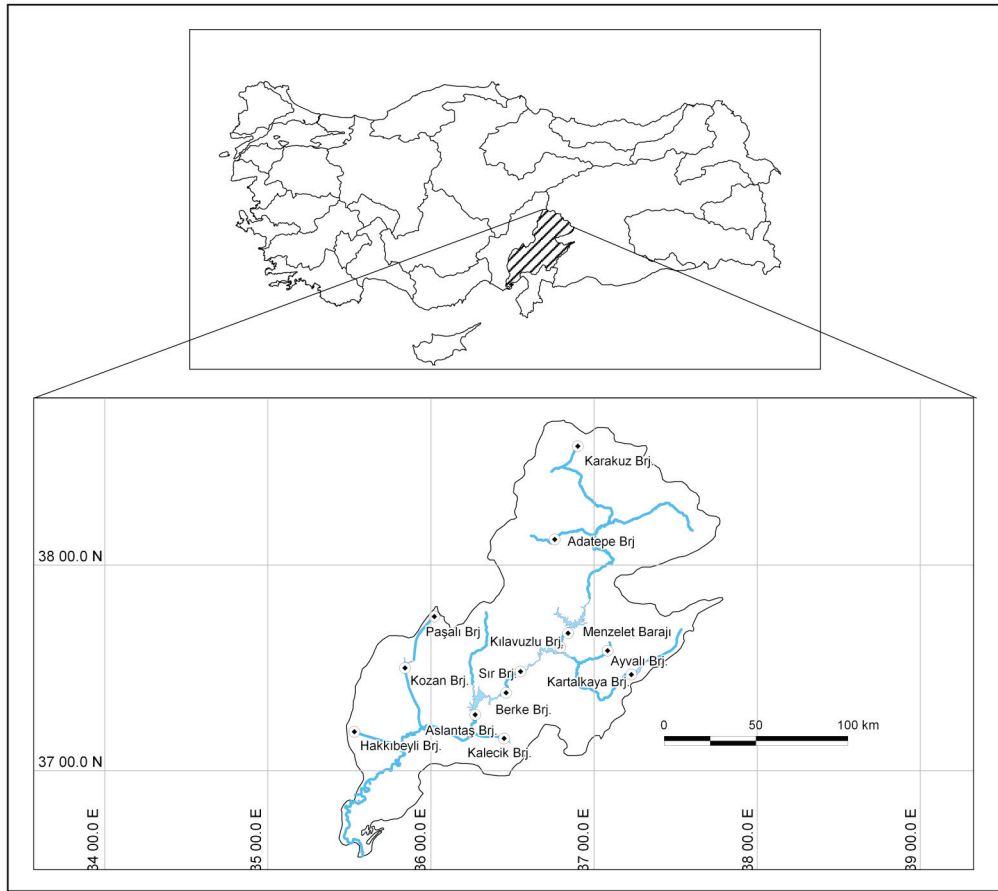 Karakuz Brj.
Adatepe Brj
38 00.0 N
Paşalı Brj
Kılavuzlu Brj.
Menzelet Barajı
Ayvalı Brj.
Kozan Brj.
Sır Brj.
Kartalkaya Brj.
Berke Brj.
Aslantaş Brj.
Hakkıbeyli Brj.
Kalecik Brj.
0 50 100 km
37 00.0 N
34 00.0 E
35 00.0 E
36 00.0 E
37 00.0 E
38 00.0 E
39 00.0 E